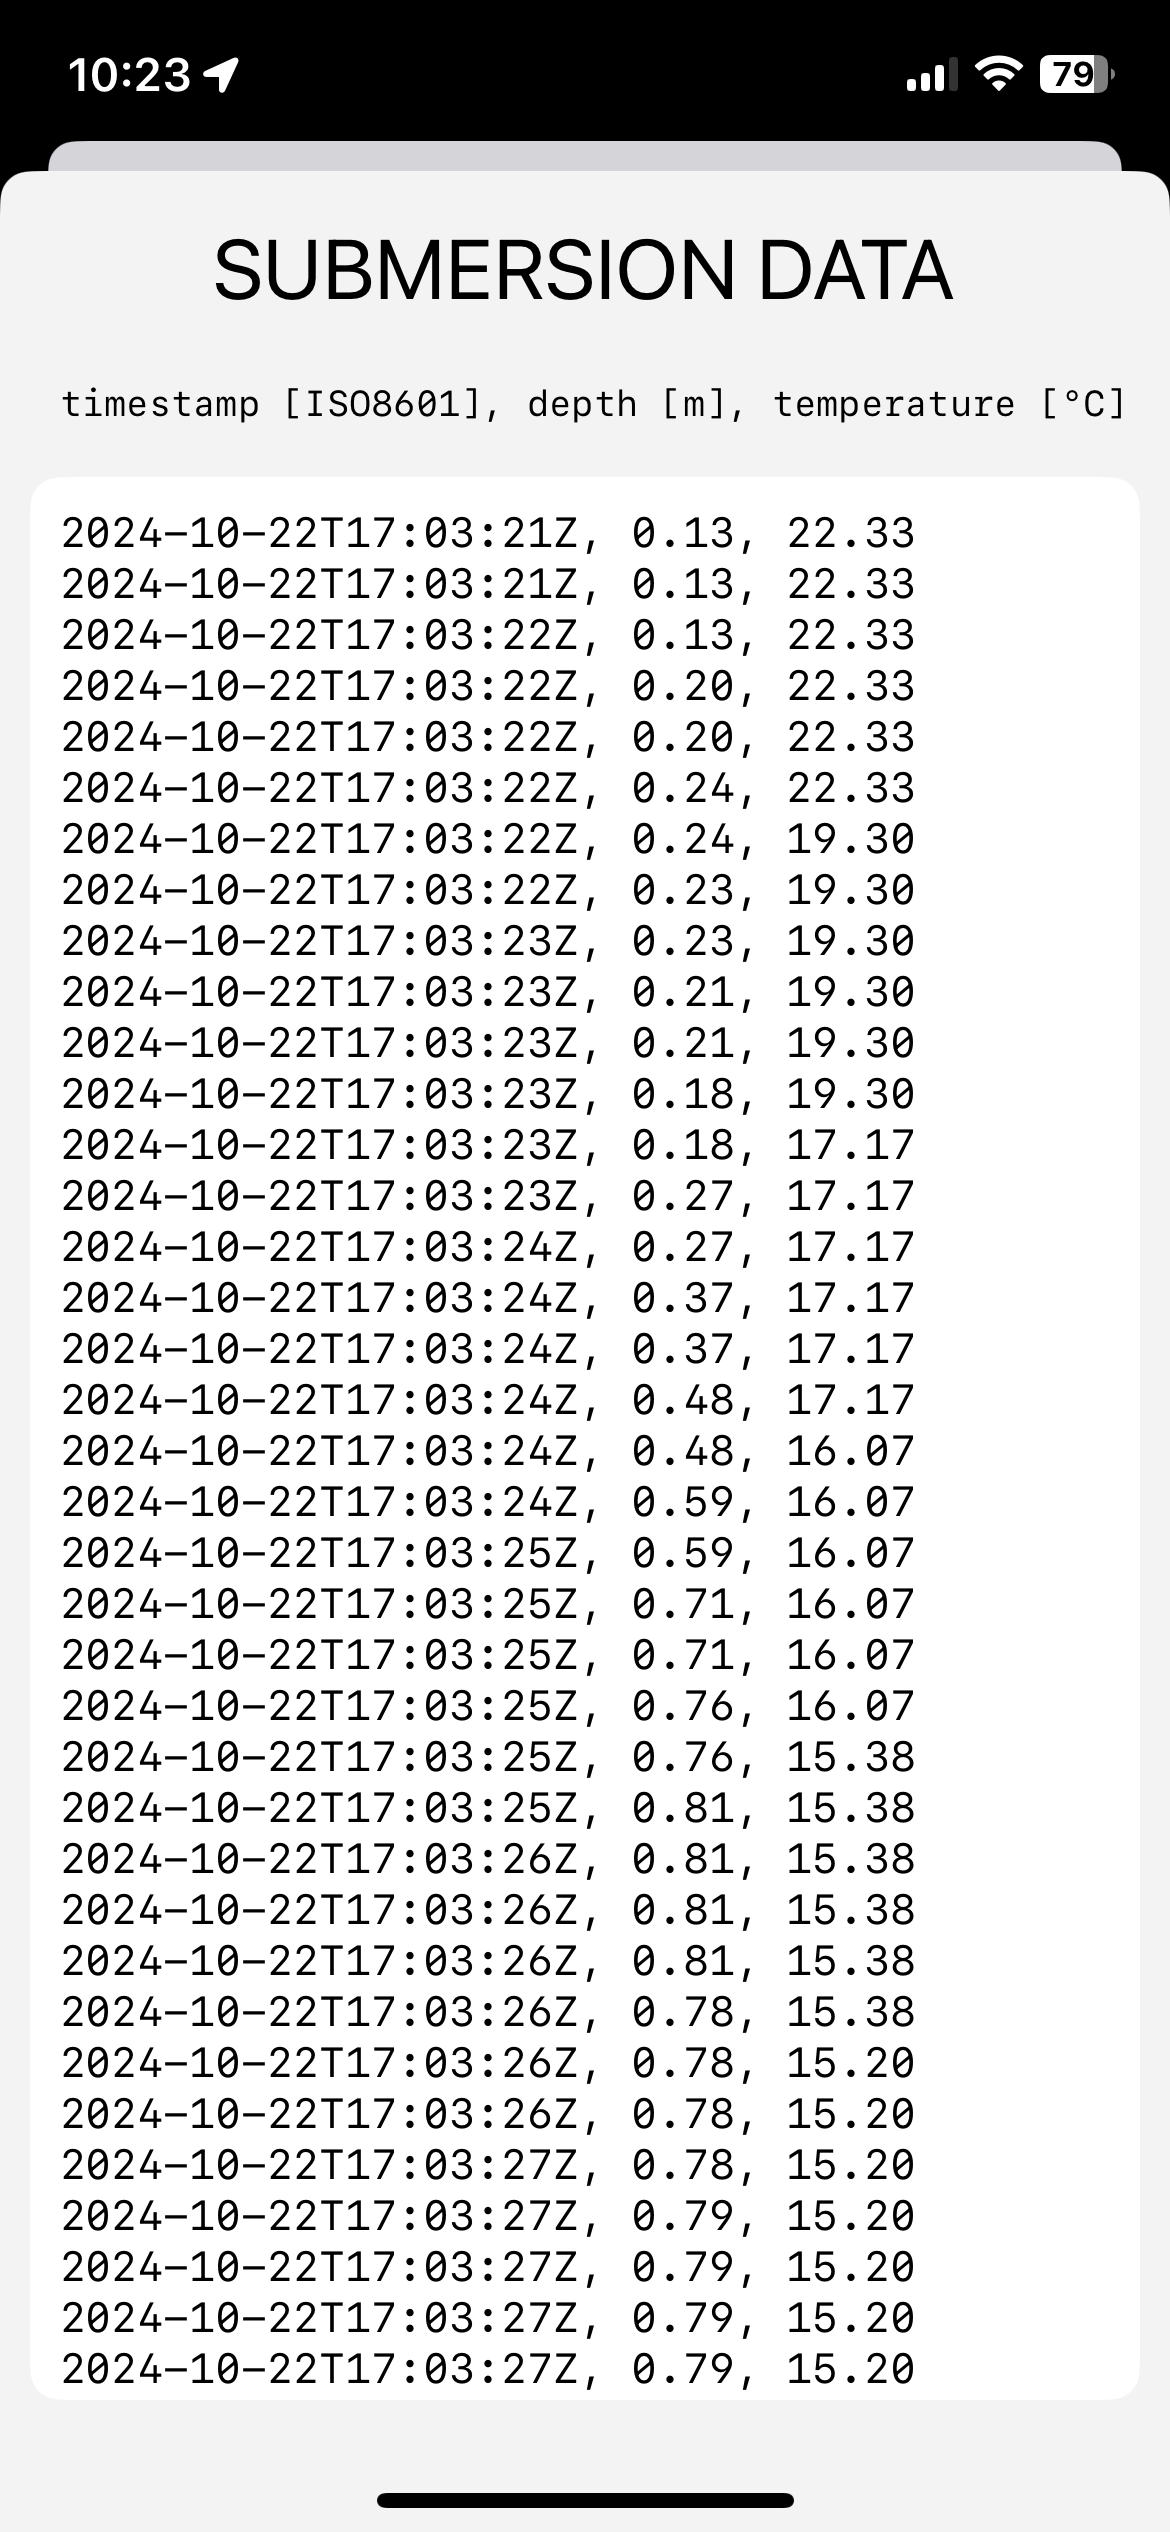 10:23
79
SUBMERSION DATA
timestamp [ISO8601], depth [m], temperature [°C]
2024-10-22T17:03:21Z, 0.13, 22.33
2024-10-22T17:03:21Z, 0.13, 22.33
2024-10-22T17:03:22Z, 0.13, 22.33
2024-10-22T17:03:22Z, 0.20, 22.33
2024-10-22T17:03:22Z, 0.20, 22.33
2024-10-22T17:03:22Z, 0.24, 22.33
2024-10-22T17:03:22Z, 0.24, 19.30
2024-10-22T17:03:22Z, 0.23, 19.30
2024-10-22T17:03:23Z, 0.23, 19.30
2024-10-22T17:03:23Z, 0.21, 19.30
2024-10-22T17:03:23Z, 0.21, 19.30
2024-10-22T17:03:23Z, 0.18, 19.30
2024-10-22T17:03:23Z, 0.18, 17.17
2024-10-22T17:03:23Z, 0.27, 17.17
2024-10-22T17:03:24Z, 0.27, 17.17
2024-10-22T17:03:24Z, 0.37, 17.17
2024-10-22T17:03:24Z, 0.37, 17.17
2024-10-22T17:03:24Z, 0.48, 17.17
2024-10-22T17:03:24Z, 0.48, 16.07
2024-10-22T17:03:24Z, 0.59, 16.07
2024-10-22T17:03:25Z, 0.59, 16.07
2024-10-22T17:03:25Z, 0.71, 16.07
2024-10-22T17:03:25Z, 0.71, 16.07
2024-10-22T17:03:25Z, 0.76, 16.07
2024-10-22T17:03:25Z, 0.76, 15.38
2024-10-22T17:03:25Z, 0.81, 15.38
2024-10-22T17:03:26Z, 0.81, 15.38
2024-10-22T17:03:26Z, 0.81, 15.38
2024-10-22T17:03:26Z, 0.81, 15.38
2024-10-22T17:03:26Z, 0.78, 15.38
2024-10-22T17:03:26Z, 0.78, 15.20
2024-10-22T17:03:26Z, 0.78, 15.20
2024-10-22T17:03:27Z, 0.78, 15.20
2024-10-22T17:03:27Z, 0.79, 15.20
2024-10-22T17:03:27Z, 0.79, 15.20
2024-10-22T17:03:27Z, 0.79, 15.20
2024-10-22T17:03:27Z, 0.79, 15.20